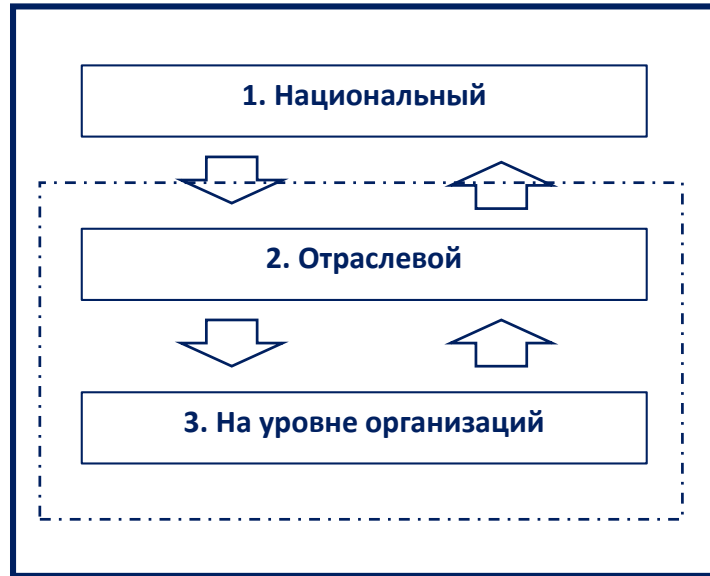 1. Национальный
2. Отраслевой
3. На уровне организаций